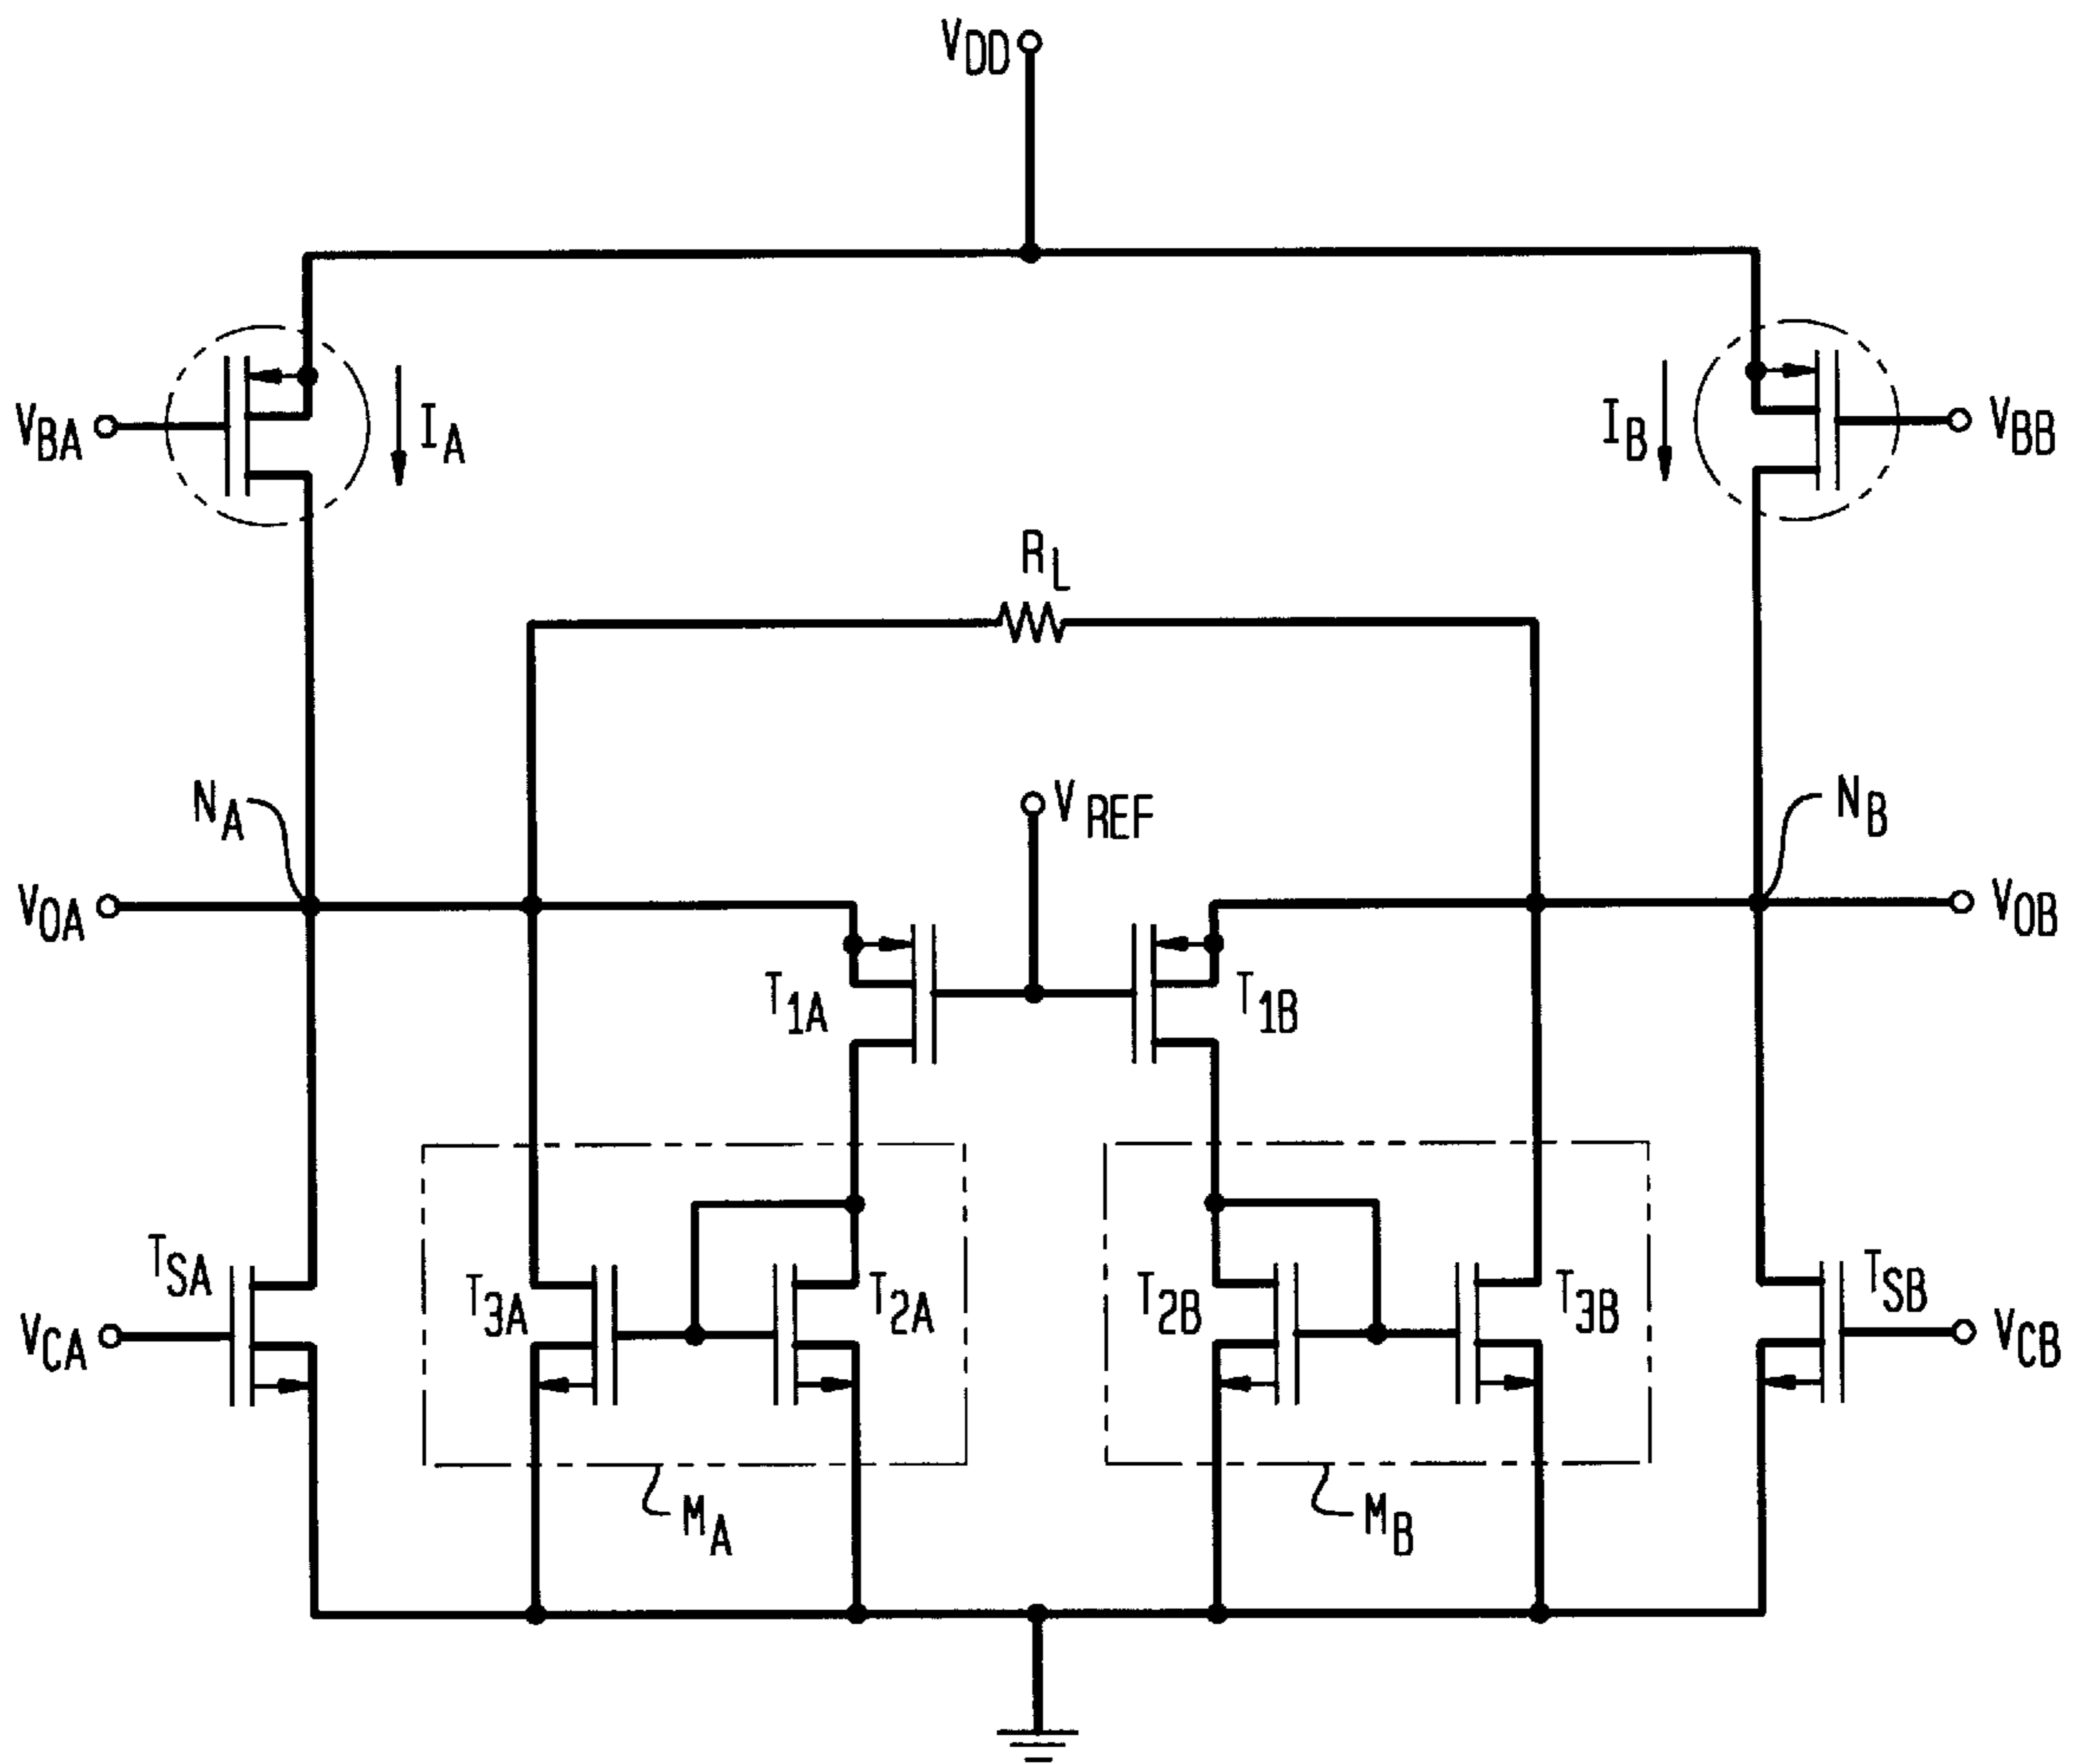 VDD
VBA
IA
IB
VBB
RL
NA
VREF
NB
VOA
VOB
T1A
T1B
TSA
T3A
T2A
T2B
T3B
TSB
VCA
VCB
MA
MB